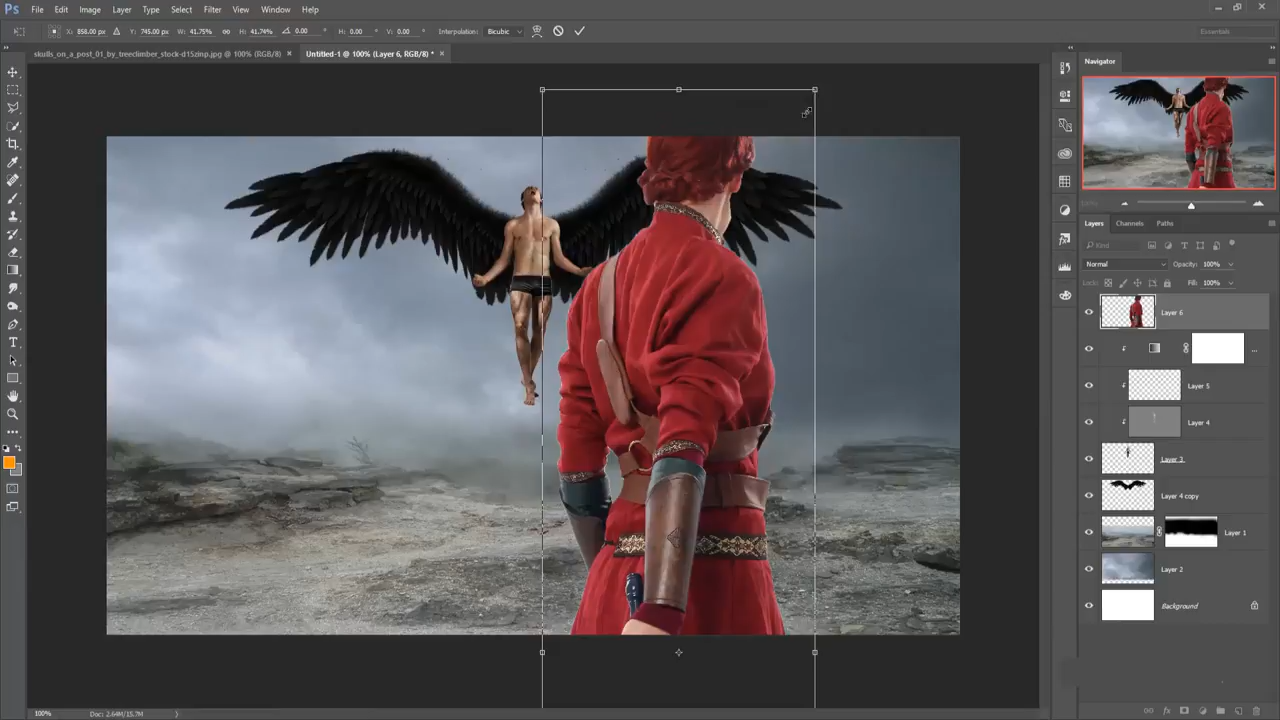 Ps File Edit Image Layer Type Select Filter View Window Help
X: 858.00 px Y: 745.00 px W: 41.75% H: 41.74% 0.00 H: 0.00 V: 0.00 Interpolation: Bicubic Essentials
skulls_on_a_post_01_by_treeclimber_stock-d15zinp.jpg @ 100% (RGB/8) × Untitled-1 @ 100% (Layer 6, RGB/8) * ×
Navigator
Layers Channels Paths
Kind
Normal Opacity: 100%
Lock: Fill: 100%
Layer 6
...
Layer 5
Layer 4
Layer 3
Layer 4 copy
Layer 1
Layer 2
Background
100% Doc: 2.64M/15.7M